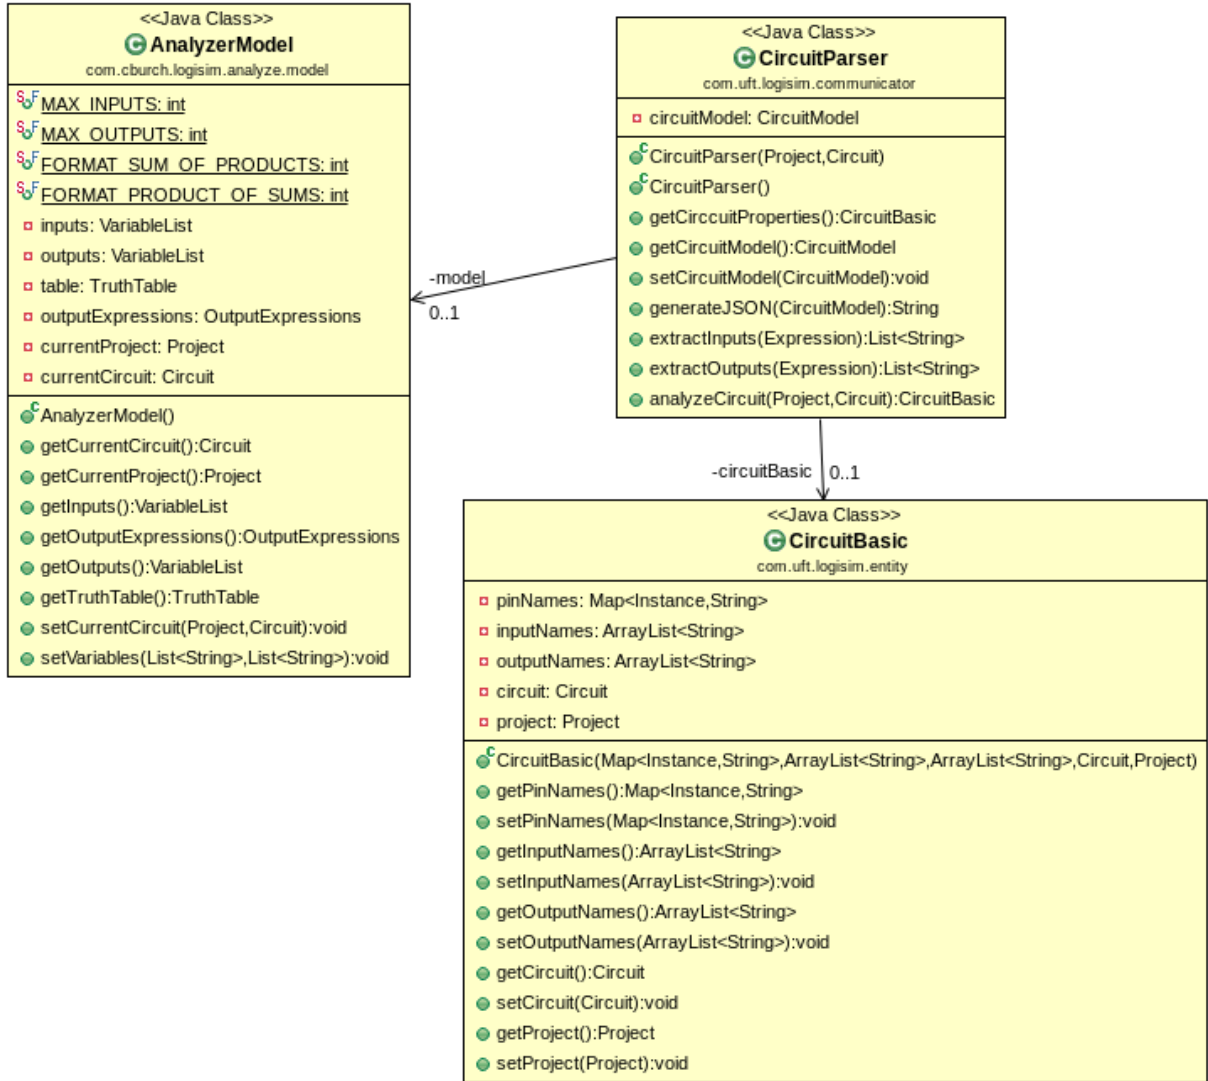 <<Java Class>>
AnalyzerModel
com.cburch.logisim.analyze.model
MAX_INPUTS: int
MAX_OUTPUTS: int
FORMAT_SUM_OF_PRODUCTS: int
FORMAT_PRODUCT_OF_SUMS: int
inputs: VariableList
outputs: VariableList
table: TruthTable
outputExpressions: OutputExpressions
currentProject: Project
currentCircuit: Circuit
AnalyzerModel()
getCurrentCircuit():Circuit
getCurrentProject():Project
getInputs():VariableList
getOutputExpressions():OutputExpressions
getOutputs():VariableList
getTruthTable():TruthTable
setCurrentCircuit(Project,Circuit):void
setVariables(List<String>,List<String>):void
<<Java Class>>
CircuitParser
com.uft.logisim.communicator
circuitModel: CircuitModel
CircuitParser(Project,Circuit)
CircuitParser()
getCirccuitProperties():CircuitBasic
getCircuitModel():CircuitModel
setCircuitModel(CircuitModel):void
generateJSON(CircuitModel):String
extractInputs(Expression):List<String>
extractOutputs(Expression):List<String>
analyzeCircuit(Project,Circuit):CircuitBasic
-model
0..1
-circuitBasic
0..1
<<Java Class>>
CircuitBasic
com.uft.logisim.entity
pinNames: Map<Instance,String>
inputNames: ArrayList<String>
outputNames: ArrayList<String>
circuit: Circuit
project: Project
CircuitBasic(Map<Instance,String>,ArrayList<String>,ArrayList<String>,Circuit,Project)
getPinNames():Map<Instance,String>
setPinNames(Map<Instance,String>):void
getInputNames():ArrayList<String>
setInputNames(ArrayList<String>):void
getOutputNames():ArrayList<String>
setOutputNames(ArrayList<String>):void
getCircuit():Circuit
setCircuit(Circuit):void
getProject():Project
setProject(Project):void